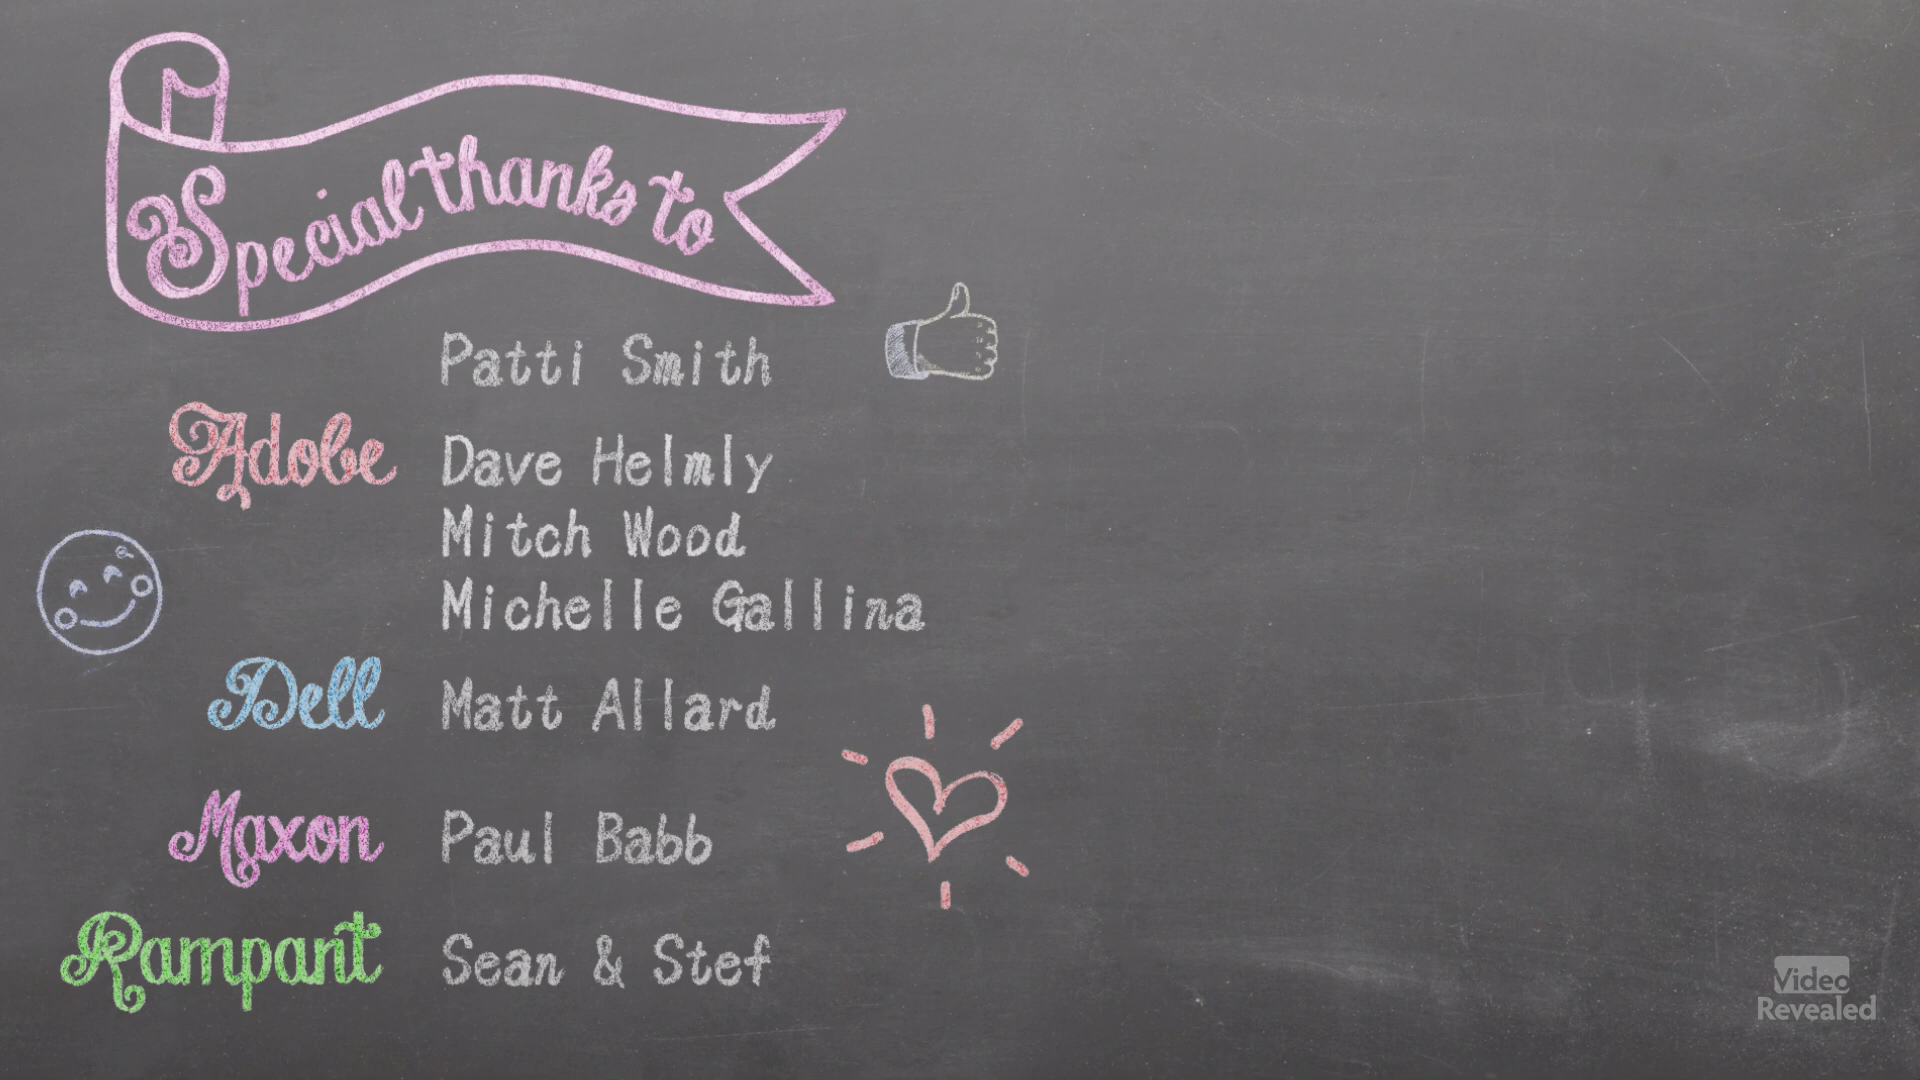 Special thanks to
Patti Smith
Adobe Dave Helmly
Mitch Wood
Michelle Gallina
Dell Matt Allard
Maxon Paul Babb
Rampant Sean & Stef
Video
Revealed